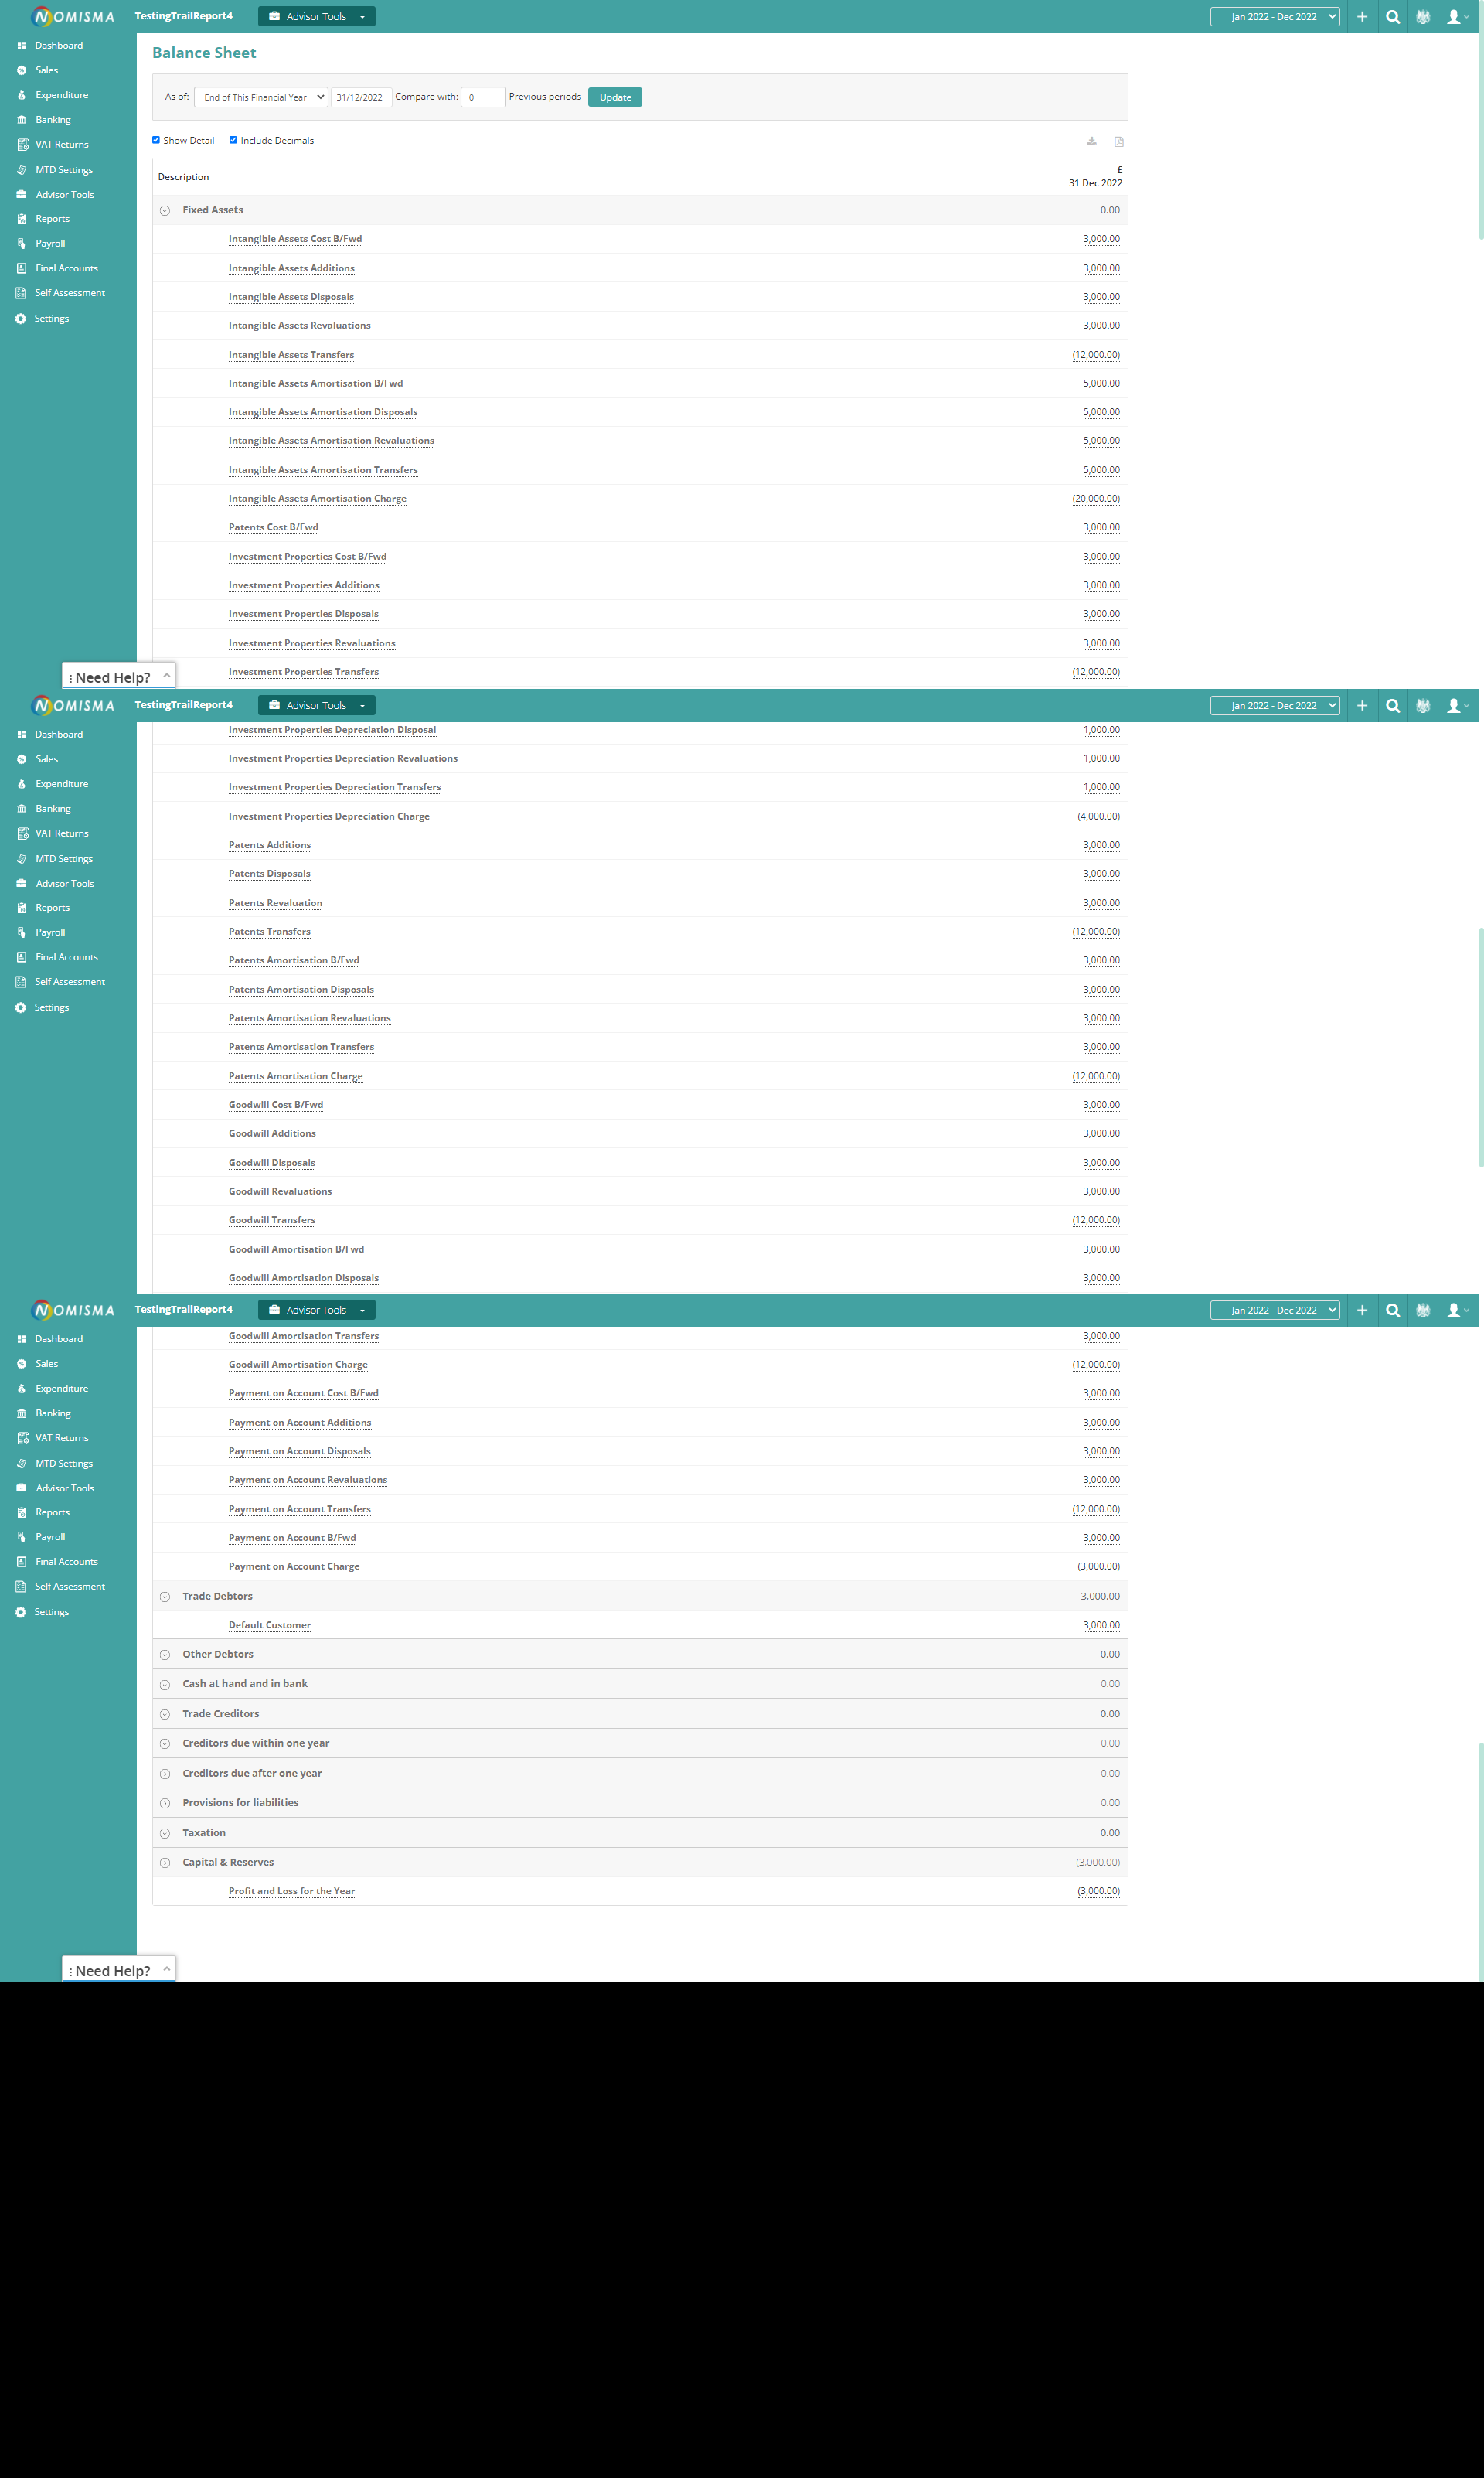 NOMISMA TestingTrailReport4 Advisor Tools Jan 2022 - Dec 2022
Dashboard
Sales
Expenditure
Banking
VAT Returns
MTD Settings
Advisor Tools
Reports
Payroll
Final Accounts
Self Assessment
Settings
Balance Sheet
As of: End of This Financial Year 31/12/2022 Compare with: 0 Previous periods Update
Show Detail Include Decimals
Description £
31 Dec 2022
Fixed Assets 0.00
Intangible Assets Cost B/Fwd 3,000.00
Intangible Assets Additions 3,000.00
Intangible Assets Disposals 3,000.00
Intangible Assets Revaluations 3,000.00
Intangible Assets Transfers (12,000.00)
Intangible Assets Amortisation B/Fwd 5,000.00
Intangible Assets Amortisation Disposals 5,000.00
Intangible Assets Amortisation Revaluations 5,000.00
Intangible Assets Amortisation Transfers 5,000.00
Intangible Assets Amortisation Charge (20,000.00)
Patents Cost B/Fwd 3,000.00
Investment Properties Cost B/Fwd 3,000.00
Investment Properties Additions 3,000.00
Investment Properties Disposals 3,000.00
Investment Properties Revaluations 3,000.00
Investment Properties Transfers (12,000.00)
Need Help?
NOMISMA TestingTrailReport4 Advisor Tools Jan 2022 - Dec 2022
Dashboard
Sales
Expenditure
Banking
VAT Returns
MTD Settings
Advisor Tools
Reports
Payroll
Final Accounts
Self Assessment
Settings
Investment Properties Depreciation Disposal 1,000.00
Investment Properties Depreciation Revaluations 1,000.00
Investment Properties Depreciation Transfers 1,000.00
Investment Properties Depreciation Charge (4,000.00)
Patents Additions 3,000.00
Patents Disposals 3,000.00
Patents Revaluation 3,000.00
Patents Transfers (12,000.00)
Patents Amortisation B/Fwd 3,000.00
Patents Amortisation Disposals 3,000.00
Patents Amortisation Revaluations 3,000.00
Patents Amortisation Transfers 3,000.00
Patents Amortisation Charge (12,000.00)
Goodwill Cost B/Fwd 3,000.00
Goodwill Additions 3,000.00
Goodwill Disposals 3,000.00
Goodwill Revaluations 3,000.00
Goodwill Transfers (12,000.00)
Goodwill Amortisation B/Fwd 3,000.00
Goodwill Amortisation Disposals 3,000.00
NOMISMA TestingTrailReport4 Advisor Tools Jan 2022 - Dec 2022
Dashboard
Sales
Expenditure
Banking
VAT Returns
MTD Settings
Advisor Tools
Reports
Payroll
Final Accounts
Self Assessment
Settings
Goodwill Amortisation Transfers 3,000.00
Goodwill Amortisation Charge (12,000.00)
Payment on Account Cost B/Fwd 3,000.00
Payment on Account Additions 3,000.00
Payment on Account Disposals 3,000.00
Payment on Account Revaluations 3,000.00
Payment on Account Transfers (12,000.00)
Payment on Account B/Fwd 3,000.00
Payment on Account Charge (3,000.00)
Trade Debtors 3,000.00
Default Customer 3,000.00
Other Debtors 0.00
Cash at hand and in bank 0.00
Trade Creditors 0.00
Creditors due within one year 0.00
Creditors due after one year 0.00
Provisions for liabilities 0.00
Taxation 0.00
Capital & Reserves (3,000.00)
Profit and Loss for the Year (3,000.00)
Need Help?